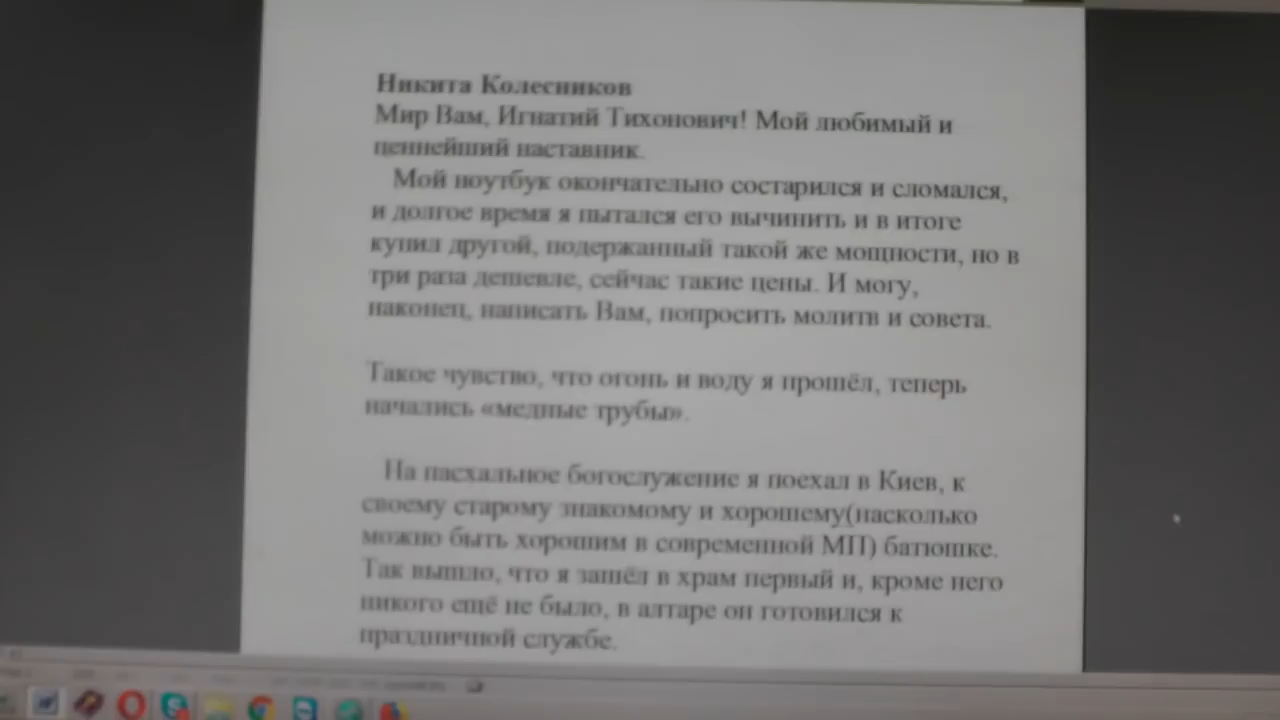 Никита Колесников
Мир Вам, Игнатий Тихонович! Мой любимый и
ценнейший наставник.
Мой ноутбук окончательно состарился и сломался,
и долгое время я пытался его вычинить и в итоге
купил другой, подержанный такой же мощности, но в
три раза дешевле, сейчас такие цены. И могу,
наконец, написать Вам, попросить молитв и совета.
Такое чувство, что огонь и воду я прошёл, теперь
начались «медные трубы».
На пасхальное богослужение я поехал в Киев, к
своему старому знакомому и хорошему(насколько
можно быть хорошим в современной МП) батюшке.
Так вышло, что я зашёл в храм первый и, кроме него
никого ещё не было, в алтаре он готовился к
праздничной службе.